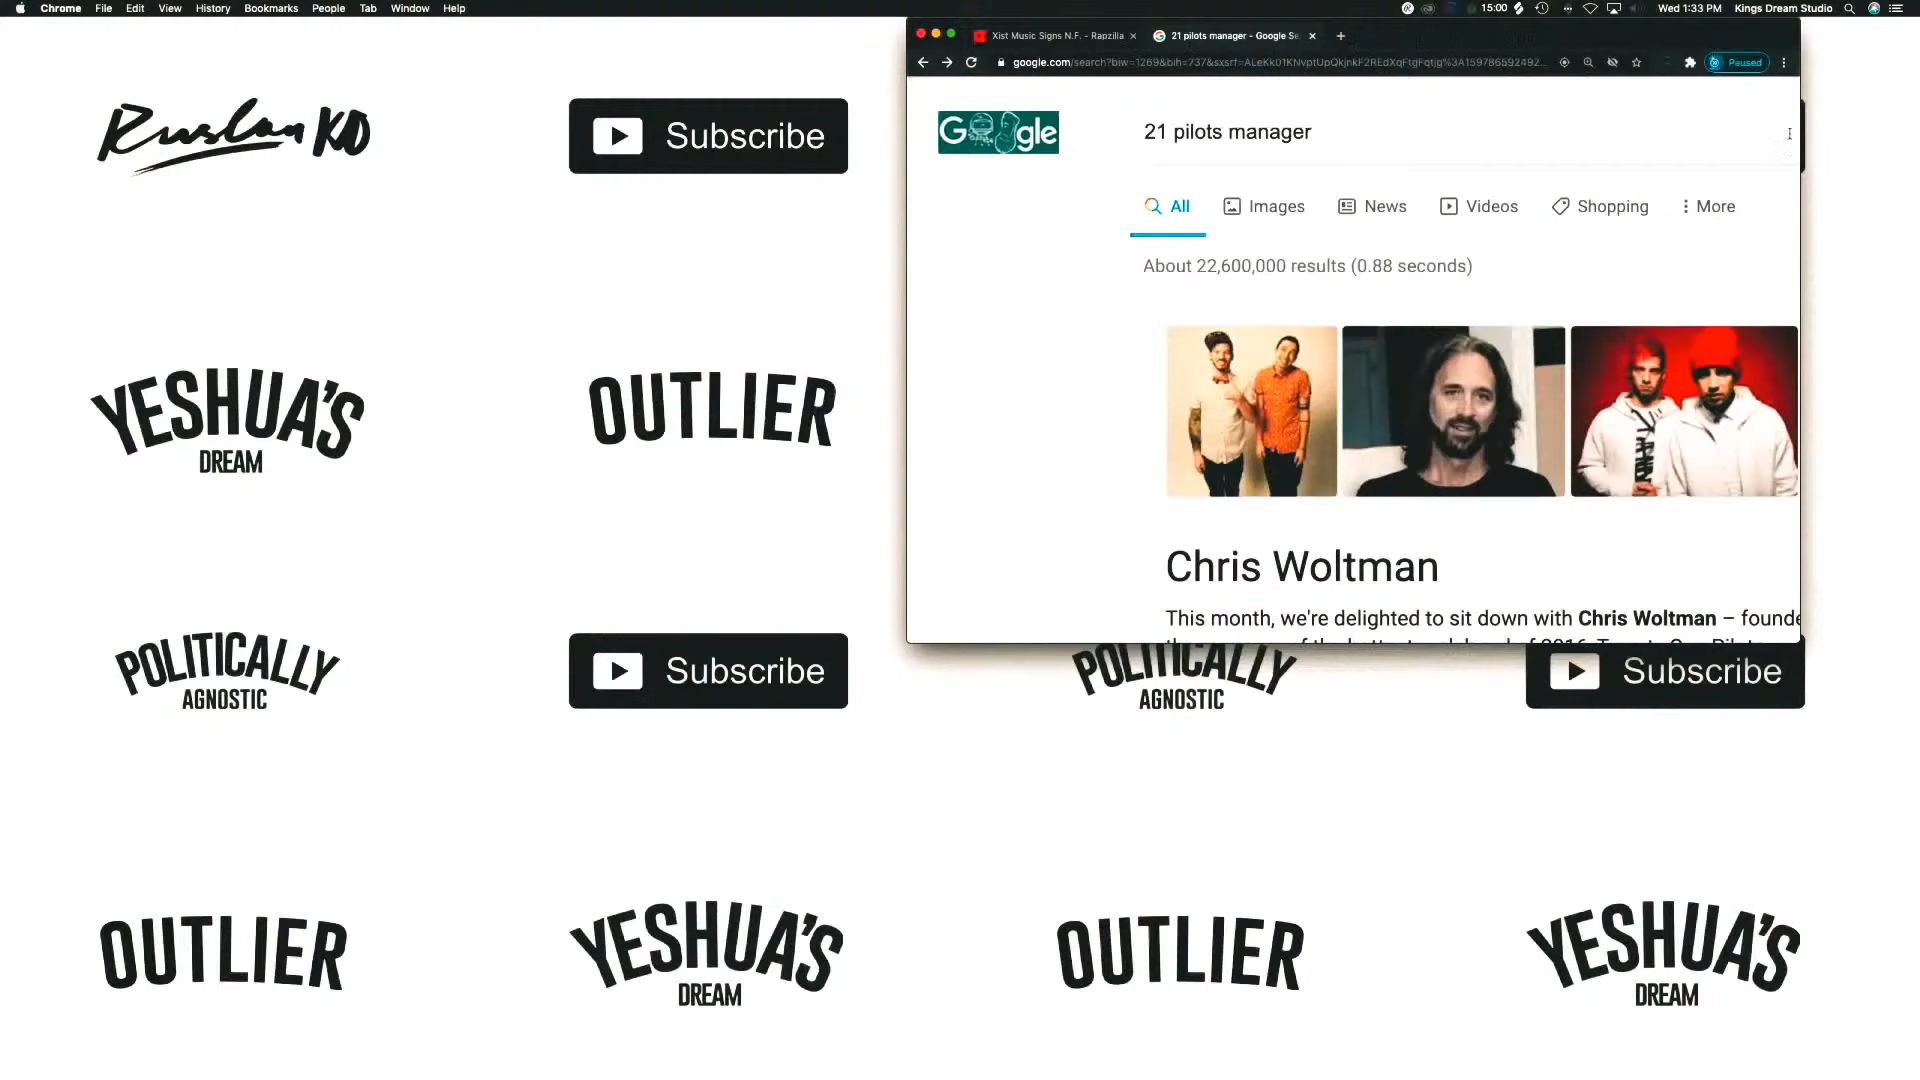 Chrome File Edit View History Bookmarks People Tab Window Help
15:00 Wed 1:33 PM Kings Dream Studio
Xist Music Signs N.F. - Rapzilla
21 pilots manager - Google Se
Paused
Google
21 pilots manager
All Images News Videos Shopping More
About 22,600,000 results (0.88 seconds)
Chris Woltman
This month, we're delighted to sit down with Chris Woltman – founde
Ruslan KD
Subscribe
YESHUA'S
DREAM
OUTLIER
POLITICALLY
AGNOSTIC
Subscribe
POLITICALLY
AGNOSTIC
Subscribe
OUTLIER
YESHUA'S
DREAM
OUTLIER
YESHUA'S
DREAM